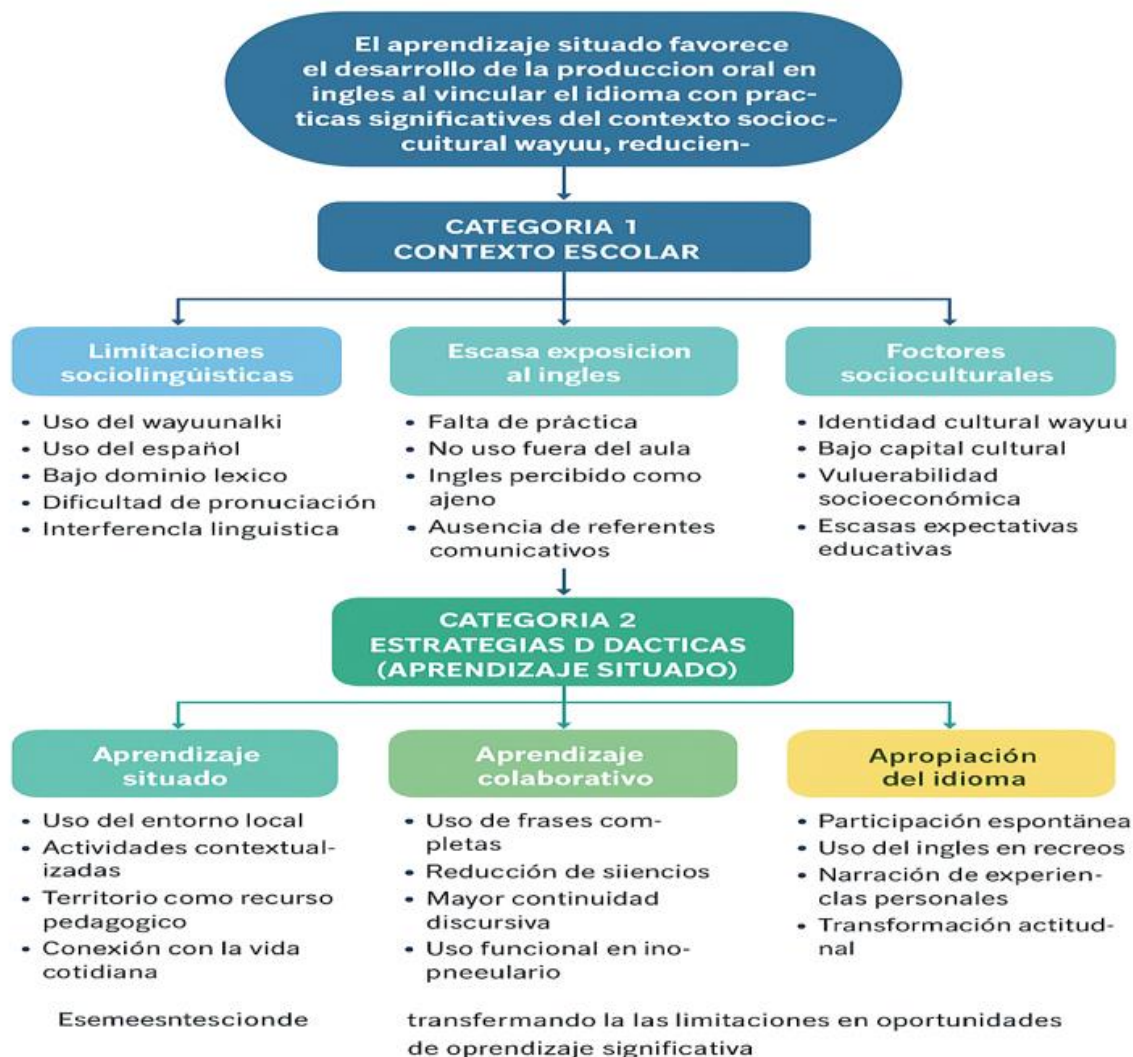 El aprendizaje situado favorece
el desarrollo de la produccion oral en
ingles al vincular el idioma con prac-
ticas significativas del contexto socioc-
cuitural wayuu, reducien-
CATEGORIA 1
CONTEXTO ESCOLAR
Limitaciones
sociolingüisticas
• Uso del wayuunalki
• Uso del español
• Bajo dominio lexico
• Dificultad de pronuciación
• Interferencla linguistica
Escasa exposicion
al ingles
• Falta de pràctica
• No uso fuera del aula
• Ingles percibido como
ajeno
• Ausencia de referentes
comunicativos
Foctores
socioculturales
• Identidad cultural wayuu
• Bajo capital cultural
• Vuluerabilidad
socioeconómica
• Escasas expectativas
educativas
CATEGORIA 2
ESTRATEGIAS D DACTICAS
(APRENDIZAJE SITUADO)
Aprendizaje
situado
• Uso del entorno local
• Actividades contextual-
izadas
• Territorio como recurso
pedagogico
• Conexión con la vida
cotidiana
Aprendizaje
colaborativo
• Uso de frases com-
pletas
• Reducción de siiencios
• Mayor continuidad
discursiva
• Uso funcional en ino-
pneeulario
Apropiación
del idioma
• Participación espontänea
• Uso del ingles en recreos
• Narración de experien-
clas personales
• Transformación actitud-
nal
Esemeesntescionde
transfermando la las limitaciones en oportunidades
de oprendizaje significativa